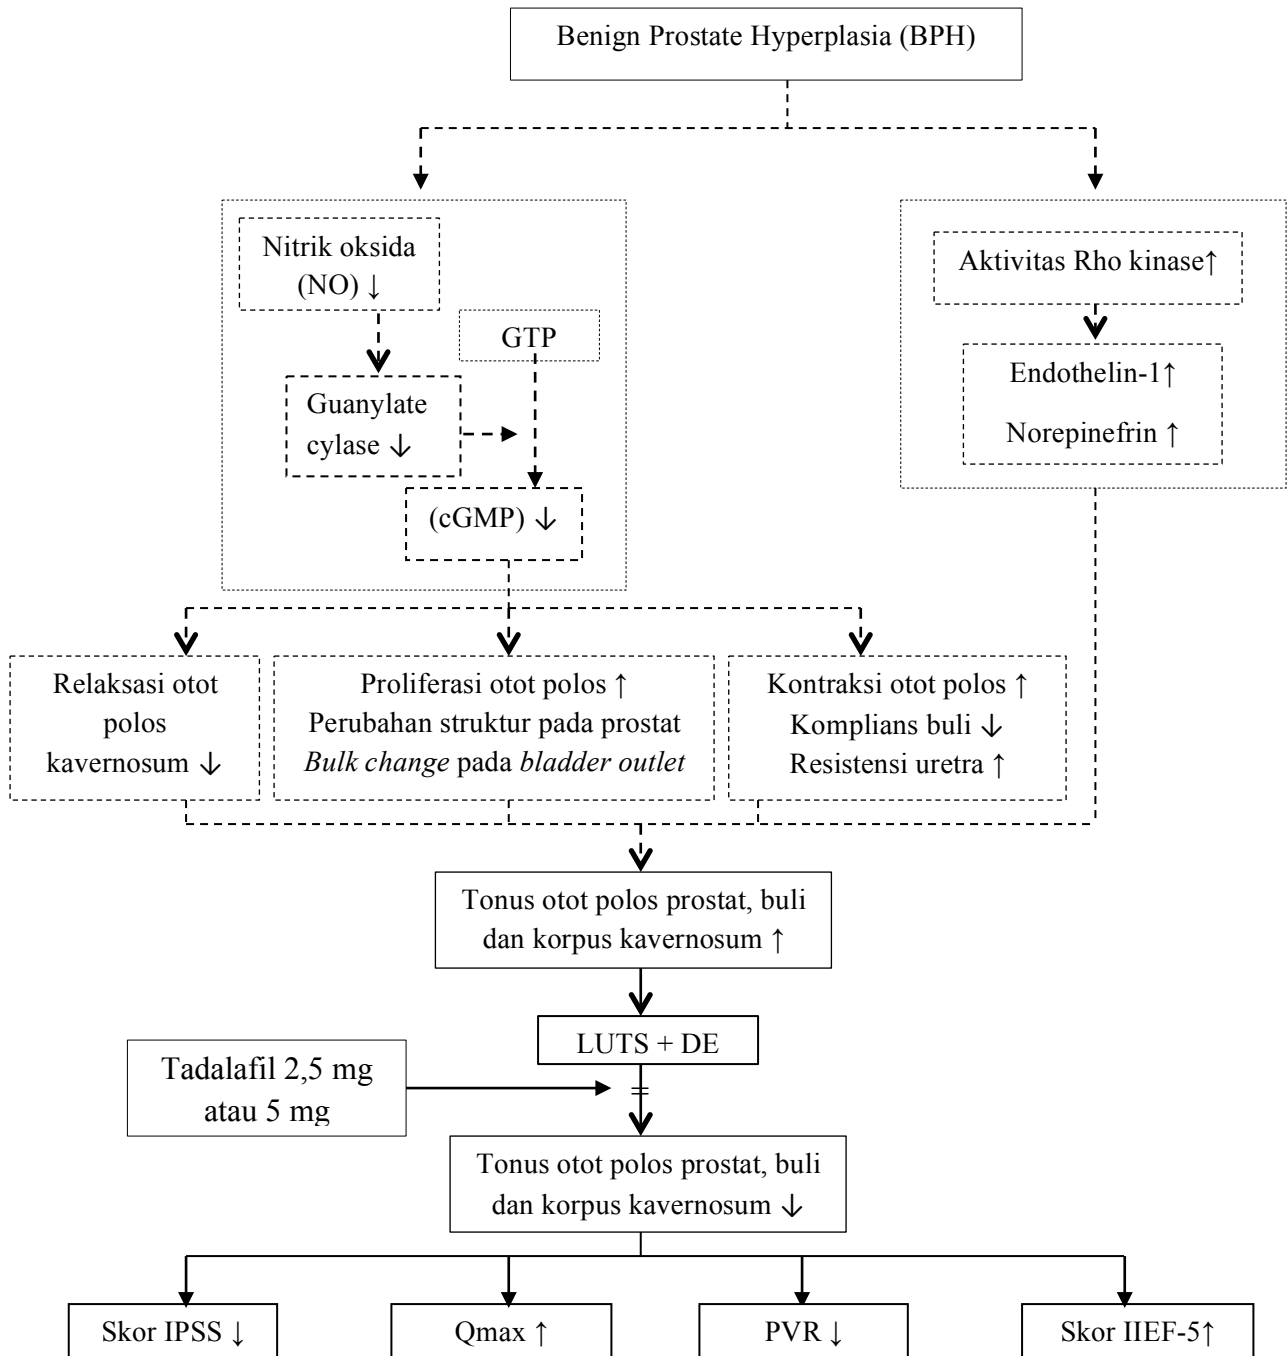 Benign Prostate Hyperplasia (BPH)
Nitrik oksida
(NO) ↓
GTP
Guanylate
cylase ↓
(cGMP) ↓
Aktivitas Rho kinase↑
Endothelin-1↑
Norepinefrin ↑
Relaksasi otot
polos
kavernosum ↓
Proliferasi otot polos ↑
Perubahan struktur pada prostat
Bulk change pada bladder outlet
Kontraksi otot polos ↑
Komplians buli ↓
Resistensi uretra ↑
Tonus otot polos prostat, buli
dan korpus kavernosum ↑
LUTS + DE
Tadalafil 2,5 mg
atau 5 mg
Tonus otot polos prostat, buli
dan korpus kavernosum ↓
Skor IPSS ↓
Qmax ↑
PVR ↓
Skor IIEF-5↑